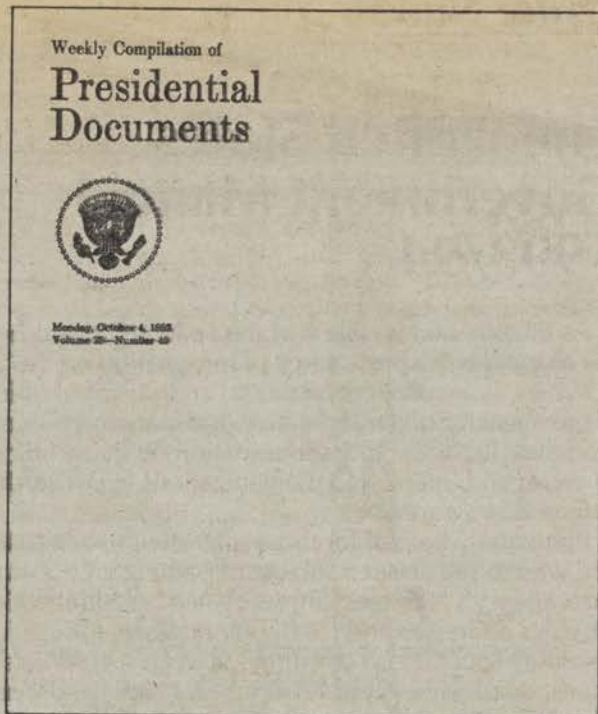 Weekly Compilation of
Presidential
Documents
Monday, October 4, 1993
Volume 29—Number 40